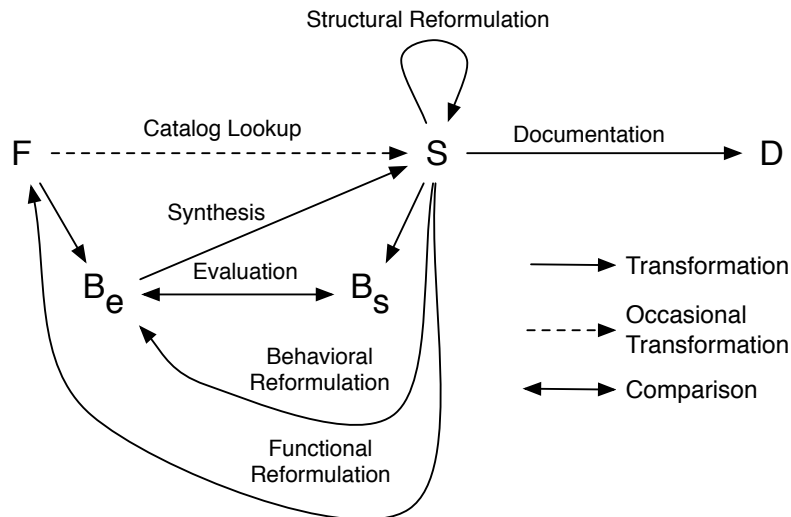 Structural Reformulation
Catalog Lookup
Documentation
F
S
D
Synthesis
Evaluation
Be
Bs
Transformation
Occasional
Transformation
Comparison
Behavioral
Reformulation
Functional
Reformulation